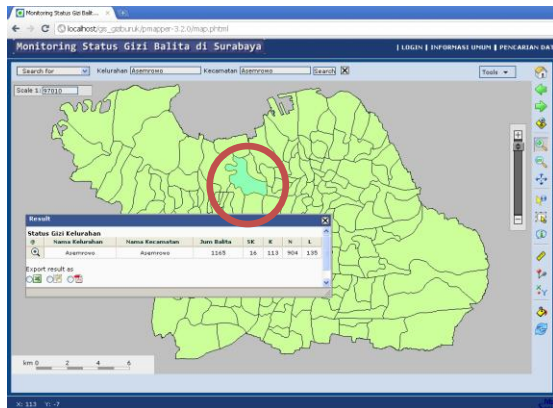 Monitoring Status Gizi Balit...
localhost/gis_giziburuk/pmapper-3.2.0/map.phtml
Monitoring Status Gizi Balita di Surabaya
| LOGIN | INFORMASI UMUM | PENCARIAN DAT
Search for Kelurahan Asemrowo Kecamatan Asemrowo Search Tools
Scale 1: 97010
Result
Status Gizi Kelurahan
@ Nama Kelurahan Nama Kecamatan Jum Balita SK K N L
Asemrowo Asemrowo 1165 16 113 904 135
Export result as
km 0 2 4 6
X: 113 Y: -7